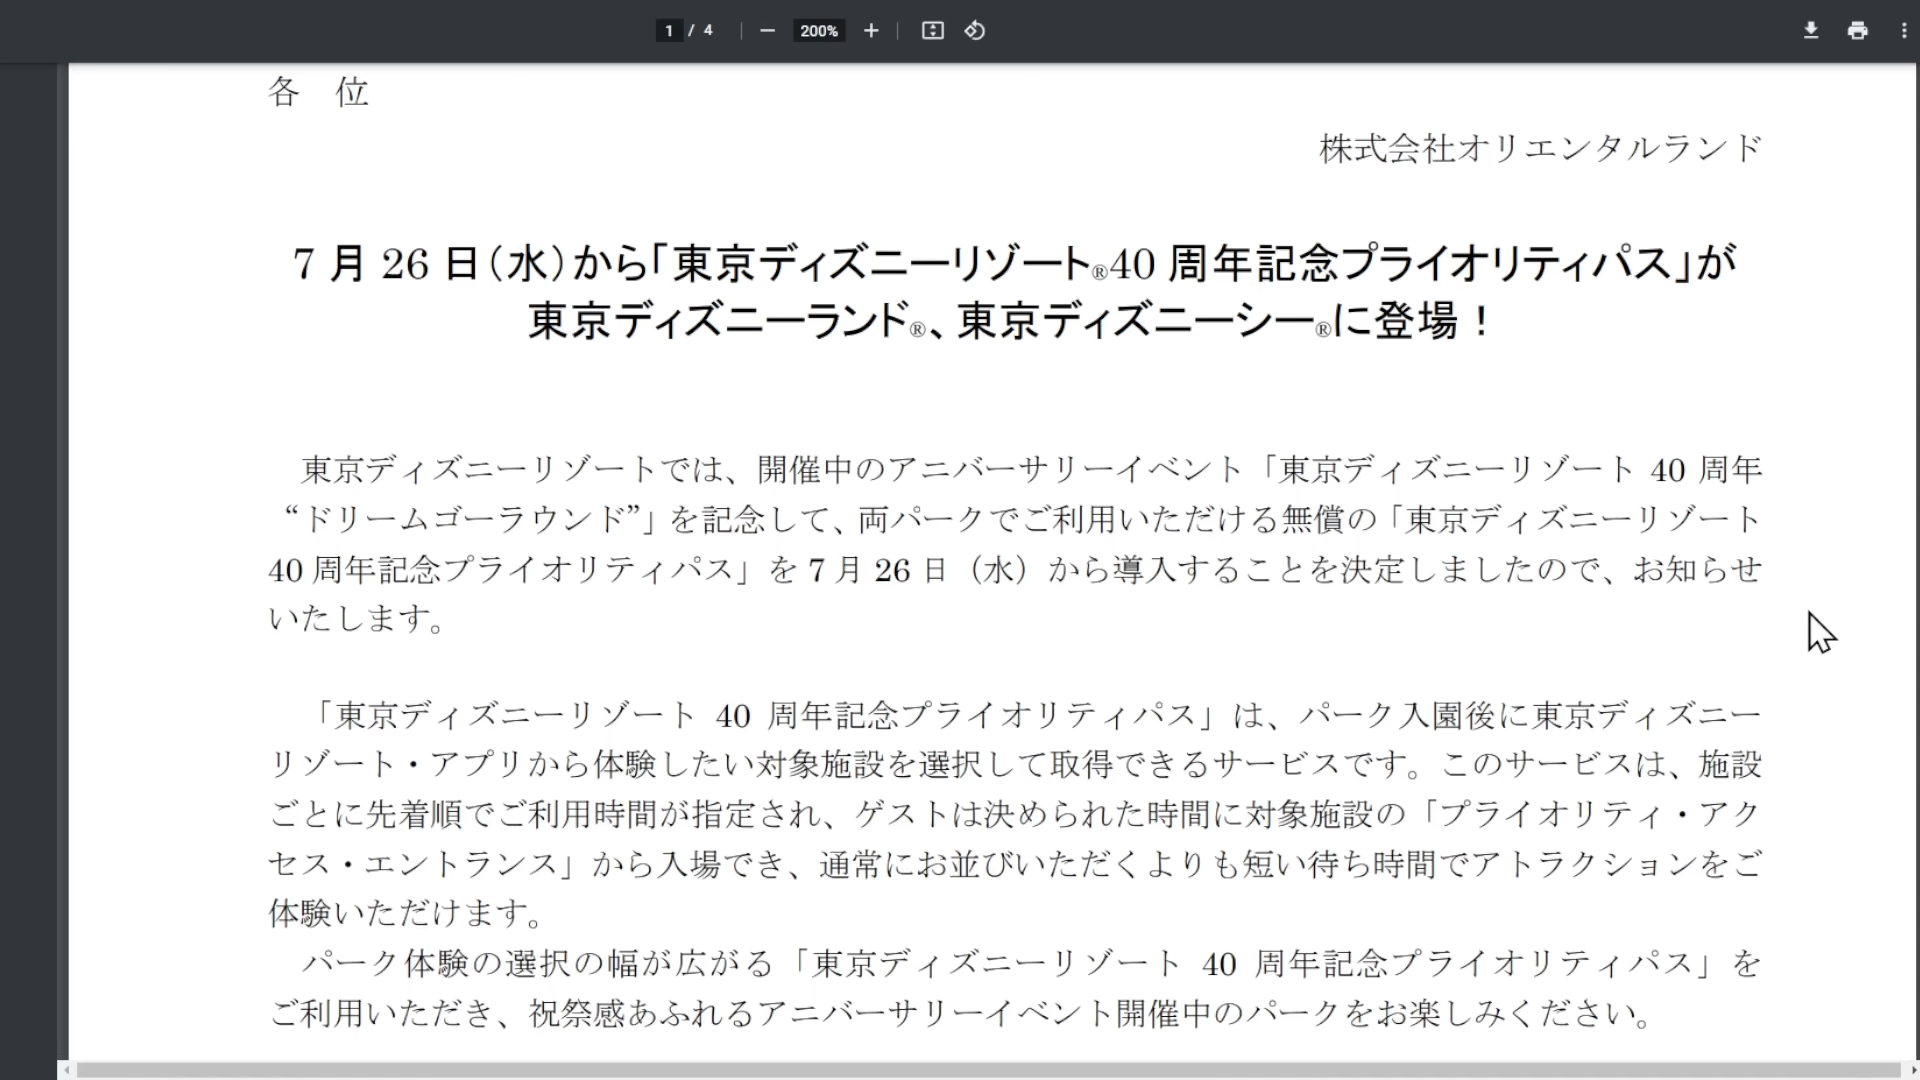 1 / 4 200%
各 位
株式会社オリエンタルランド
7 月 26 日(水)から「東京ディズニーリゾート®40 周年記念プライオリティパス」が
東京ディズニーランド®、東京ディズニーシー®に登場！
東京ディズニーリゾートでは、開催中のアニバーサリーイベント「東京ディズニーリゾート 40 周年
“ドリームゴーラウンド”」を記念して、両パークでご利用いただける無償の「東京ディズニーリゾート
40 周年記念プライオリティパス」を 7 月 26 日（水）から導入することを決定しましたので、お知らせ
いたします。
「東京ディズニーリゾート 40 周年記念プライオリティパス」は、パーク入園後に東京ディズニー
リゾート・アプリから体験したい対象施設を選択して取得できるサービスです。このサービスは、施設
ごとに先着順でご利用時間が指定され、ゲストは決められた時間に対象施設の「プライオリティ・アク
セス・エントランス」から入場でき、通常にお並びいただくよりも短い待ち時間でアトラクションをご
体験いただけます。
パーク体験の選択の幅が広がる「東京ディズニーリゾート 40 周年記念プライオリティパス」を
ご利用いただき、祝祭感あふれるアニバーサリーイベント開催中のパークをお楽しみください。